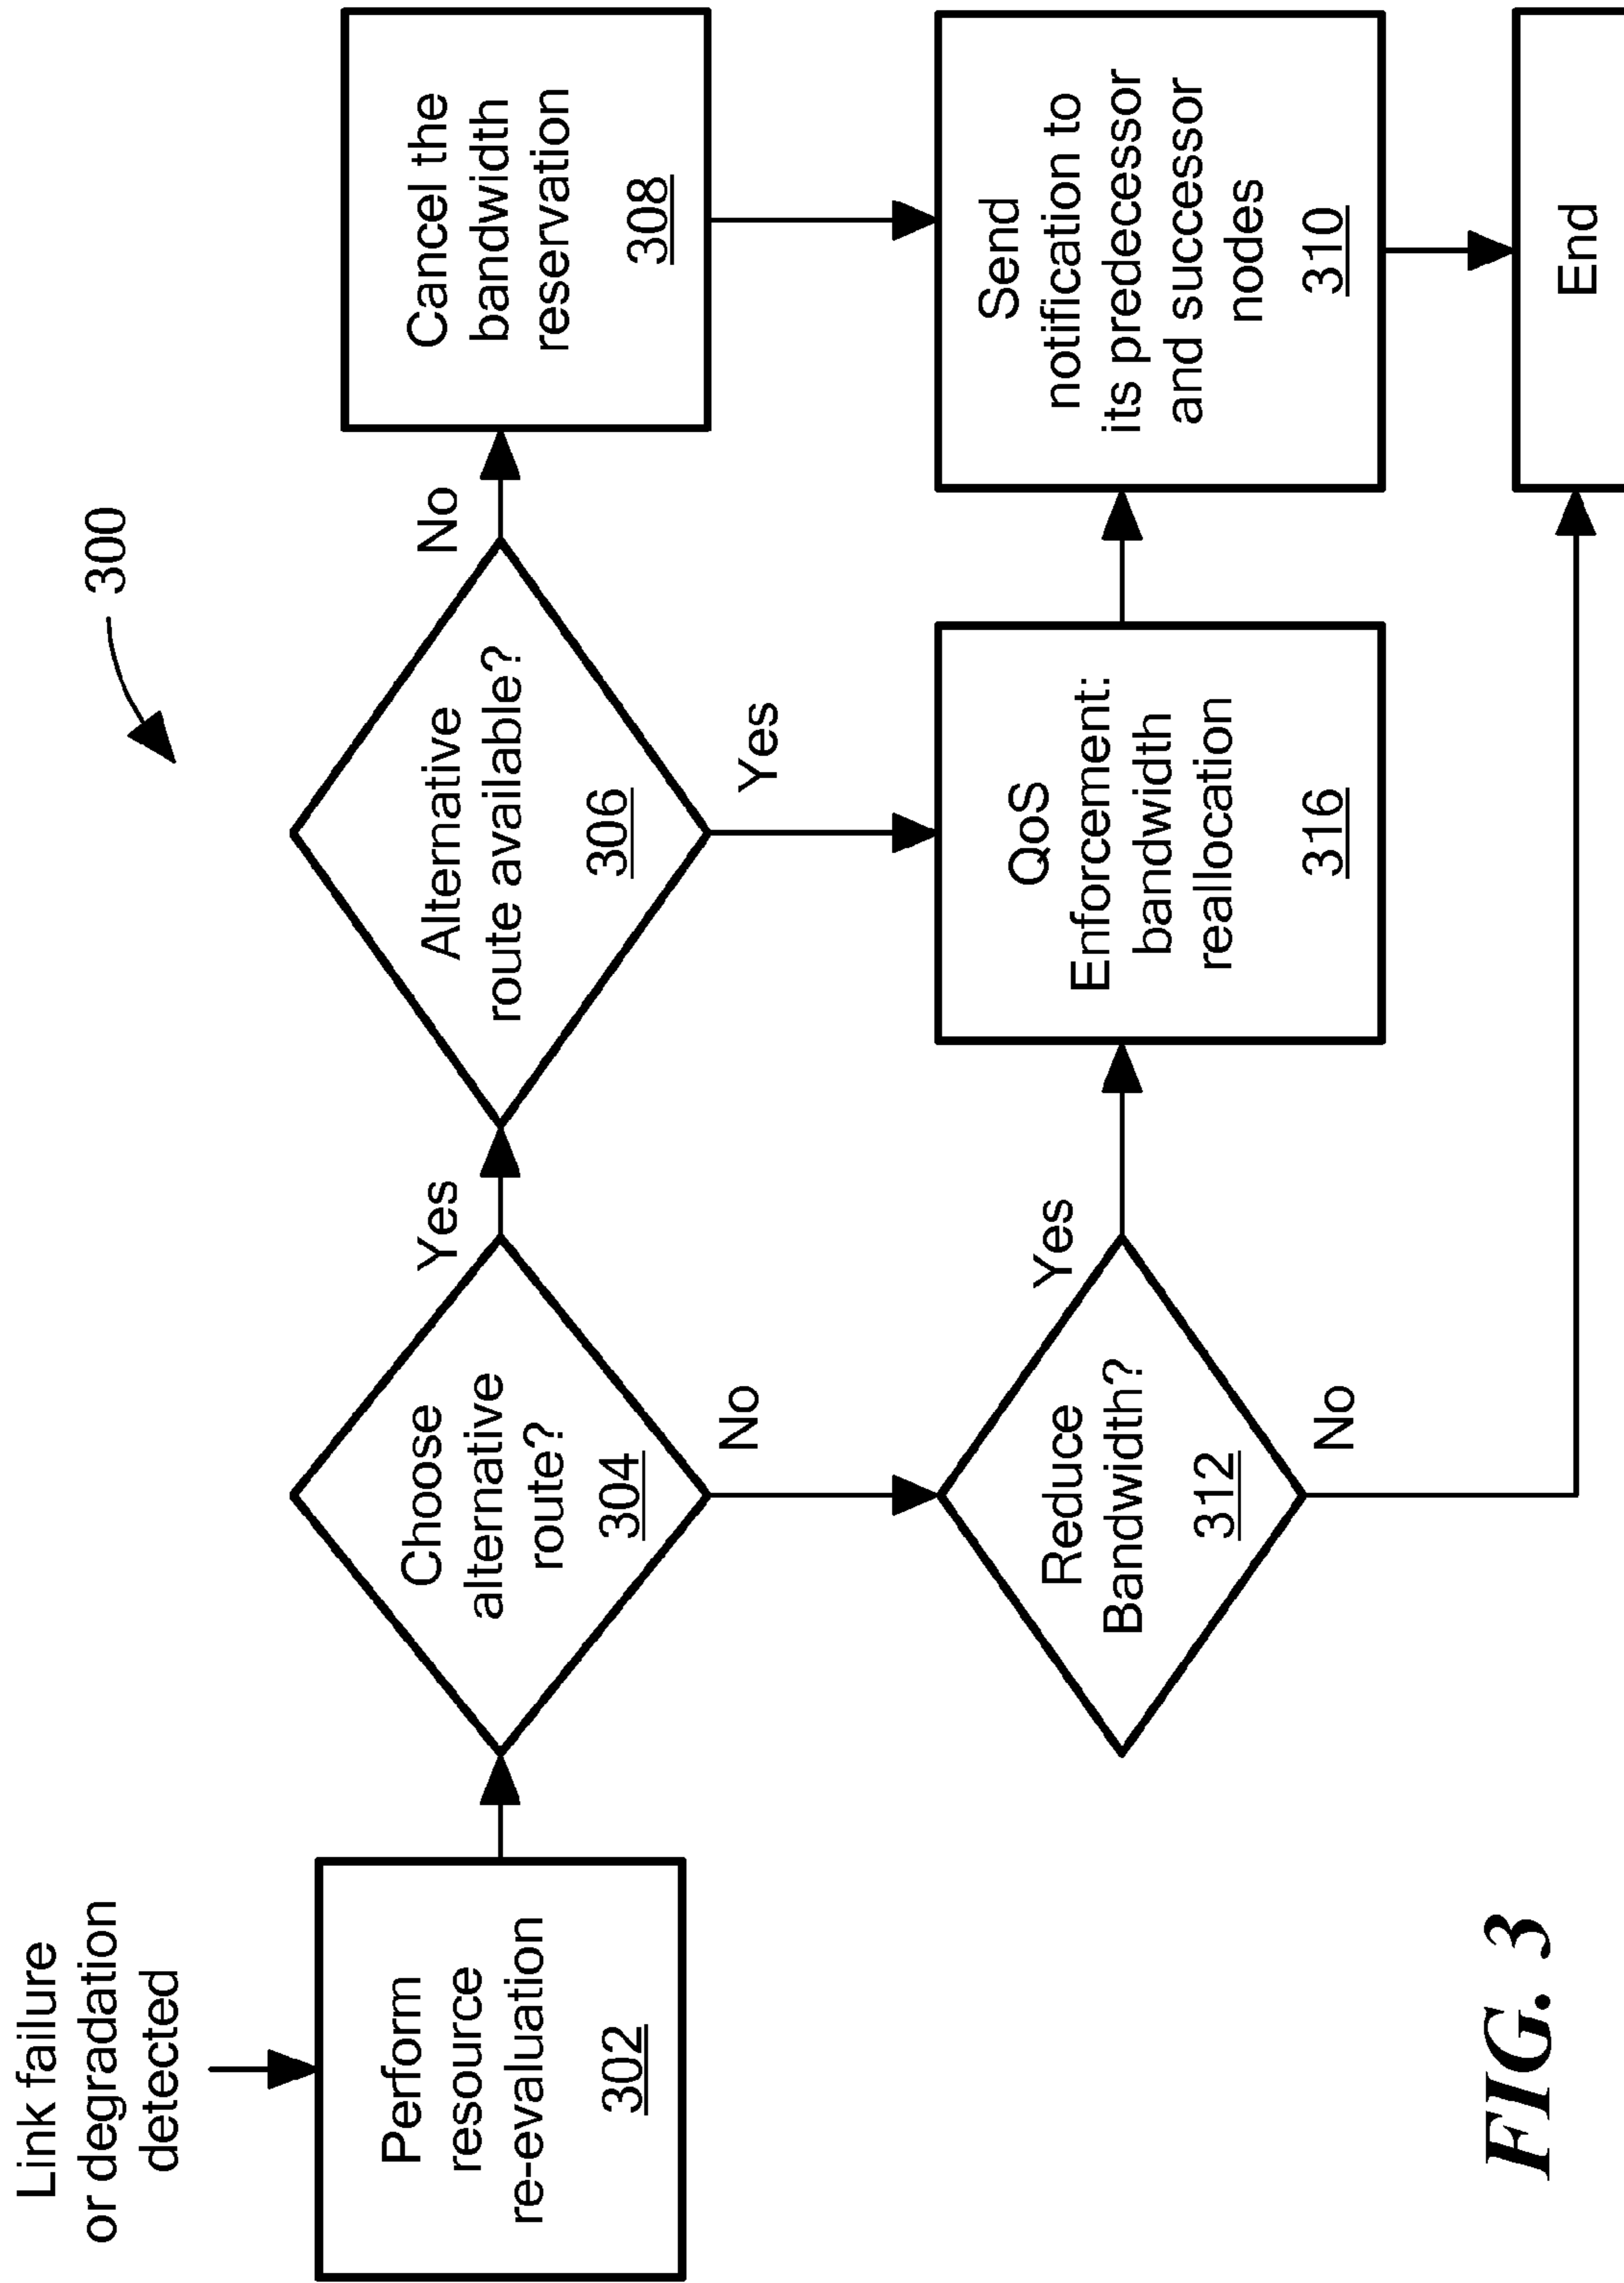 300
Link failure
or degradation
detected
Perform
resource
re-evaluation
302
Choose
alternative
route?
304
Yes
No
Alternative
route available?
306
No
Yes
Cancel the
bandwidth
reservation
308
Reduce
Bandwidth?
312
Yes
No
QoS
Enforcement:
bandwidth
reallocation
316
Send
notification to
its predecessor
and successor
nodes
310
End
FIG. 3